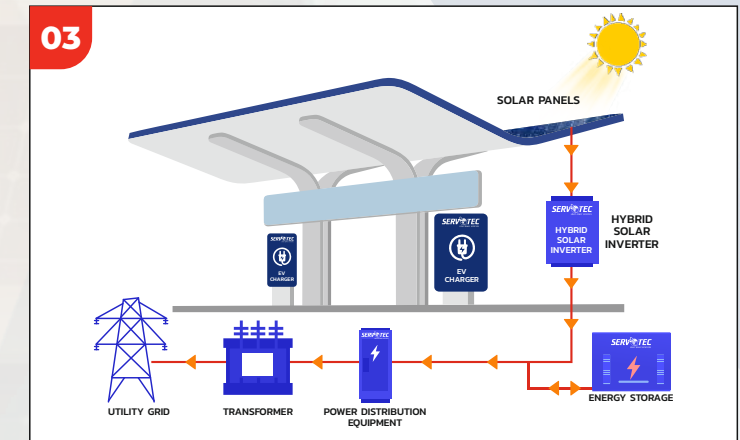 03
SOLAR PANELS
SERVOTEC
HYBRID
SOLAR
INVERTER
HYBRID
SOLAR
INVERTER
SERVOTEC
EV
CHARGER
SERVOTEC
EV
CHARGER
SERVOTEC
UTILITY GRID
TRANSFORMER
POWER DISTRIBUTION
EQUIPMENT
ENERGY STORAGE